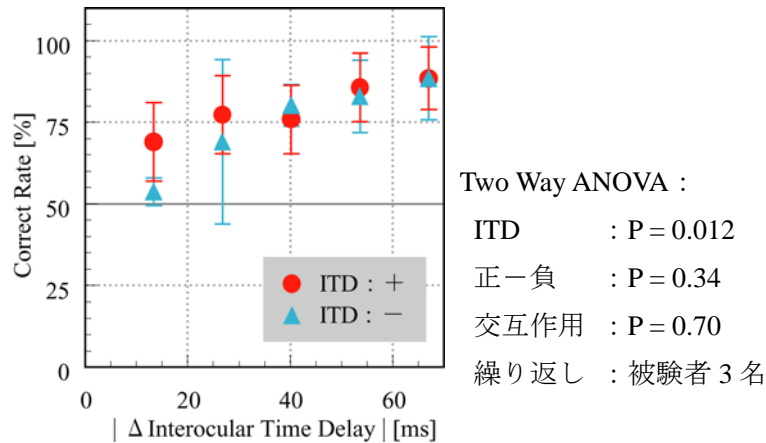 100
75
50
25
0
Correct Rate [%]
ITD : ＋
ITD : －
0 20 40 60
| Δ Interocular Time Delay | [ms]
Two Way ANOVA :
ITD : P = 0.012
正－負 : P = 0.34
交互作用 : P = 0.70
繰り返し : 被験者 3 名